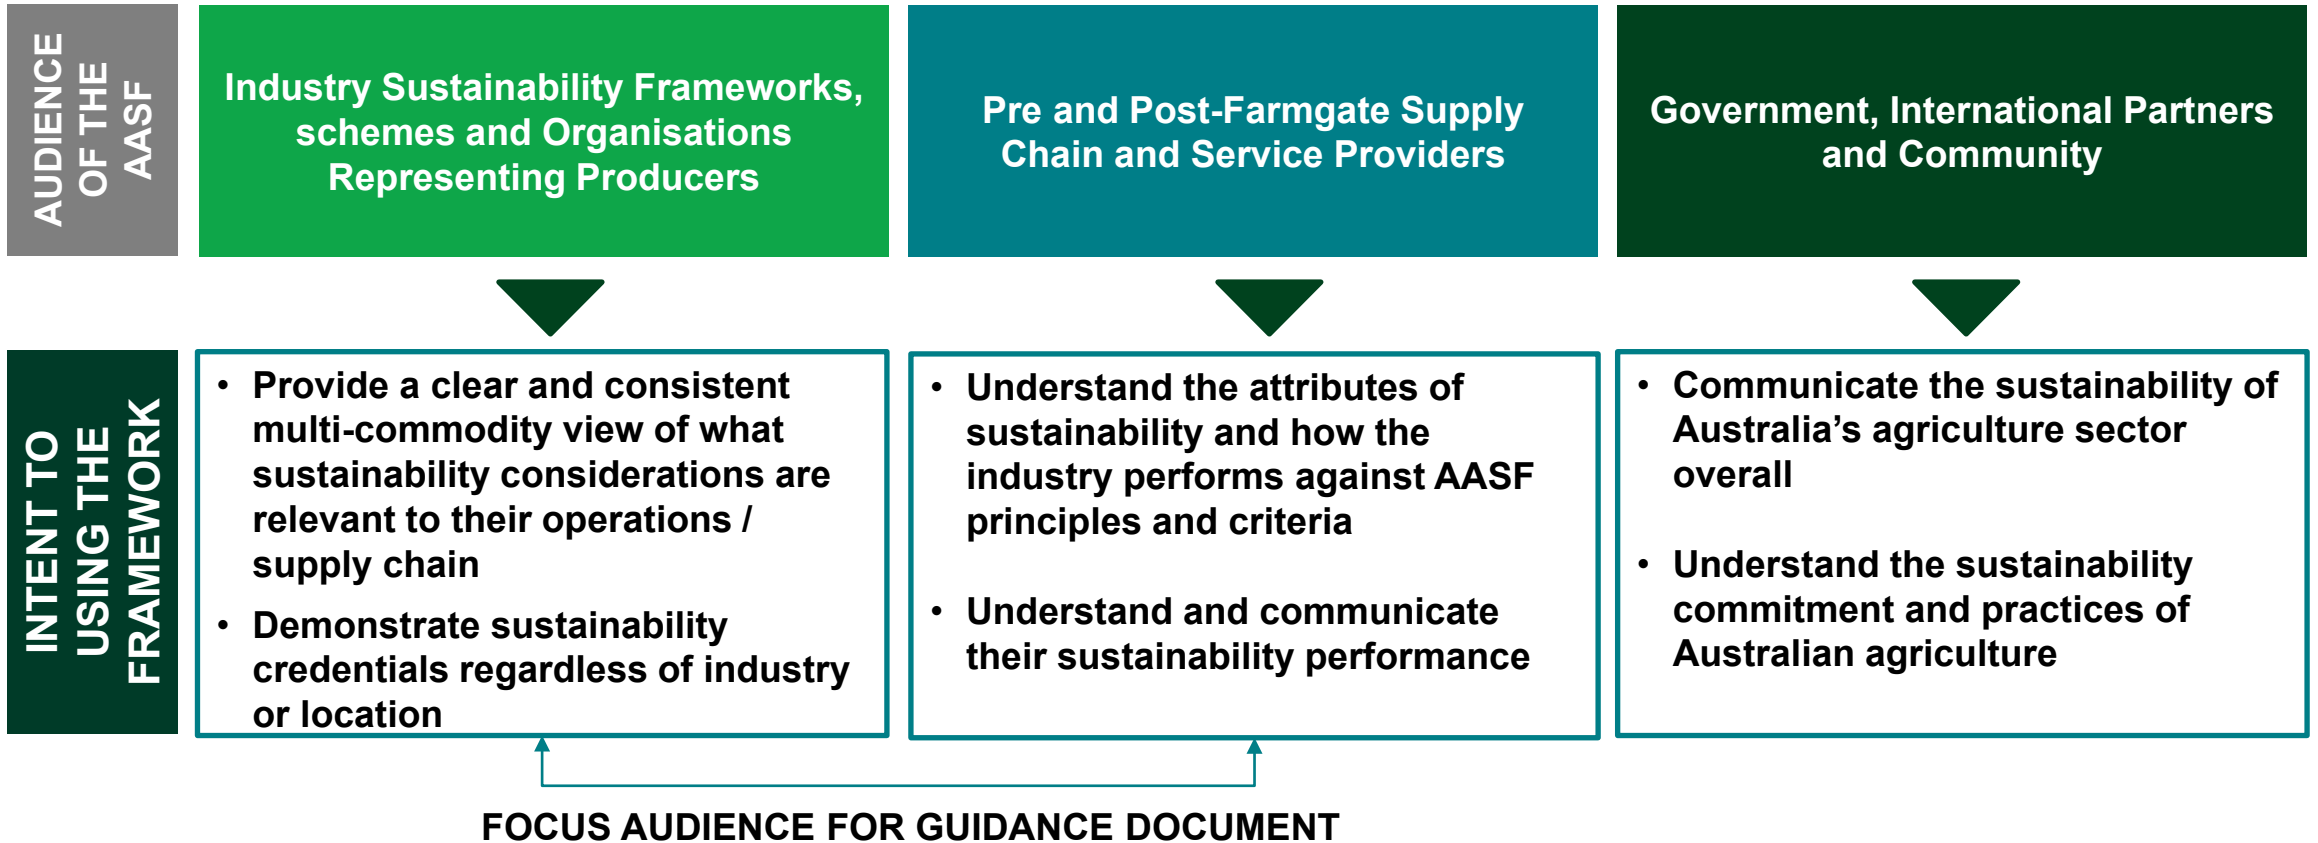 AUDIENCE
OF THE
AASF
Industry Sustainability Frameworks,
schemes and Organisations
Representing Producers
Pre and Post-Farmgate Supply
Chain and Service Providers
Government, International Partners
and Community
INTENT TO
USING THE
FRAMEWORK
• Provide a clear and consistent
multi-commodity view of what
sustainability considerations are
relevant to their operations /
supply chain
• Demonstrate sustainability
credentials regardless of industry
or location
• Understand the attributes of
sustainability and how the
industry performs against AASF
principles and criteria
• Understand and communicate
their sustainability performance
• Communicate the sustainability of
Australia’s agriculture sector
overall
• Understand the sustainability
commitment and practices of
Australian agriculture
FOCUS AUDIENCE FOR GUIDANCE DOCUMENT